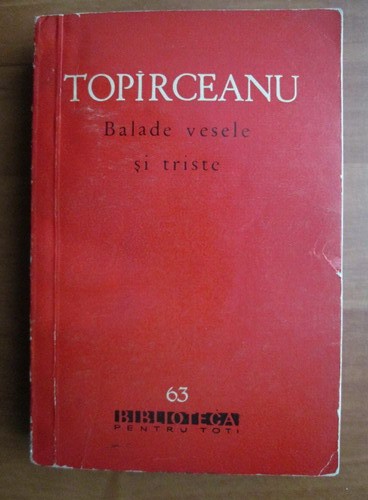 TOPÎRCEANU
Balade vesele
și triste
63
BIBLIOTECA
PENTRU TOȚI